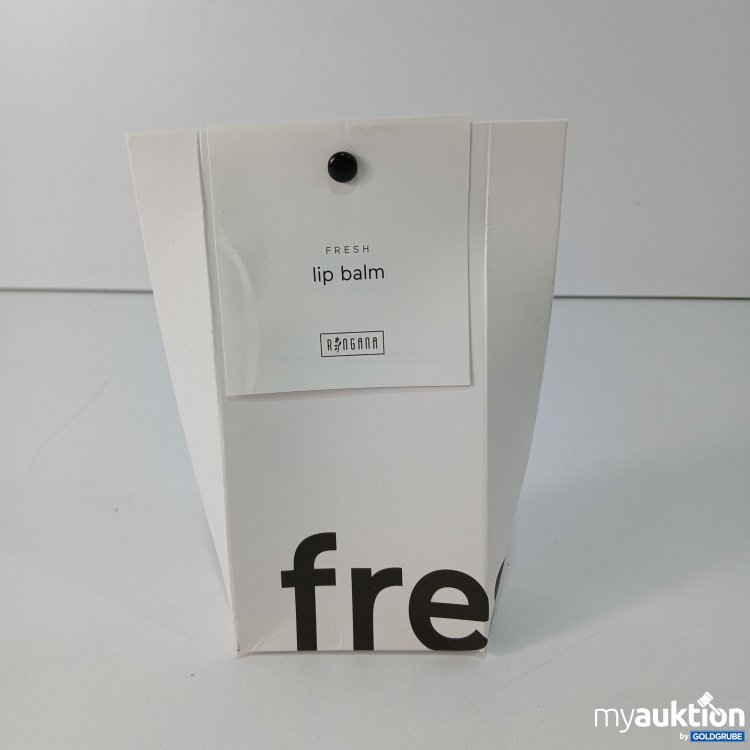 FRESH
lip balm
RINGANA
fre
myauktion
by GOLDGRUBE